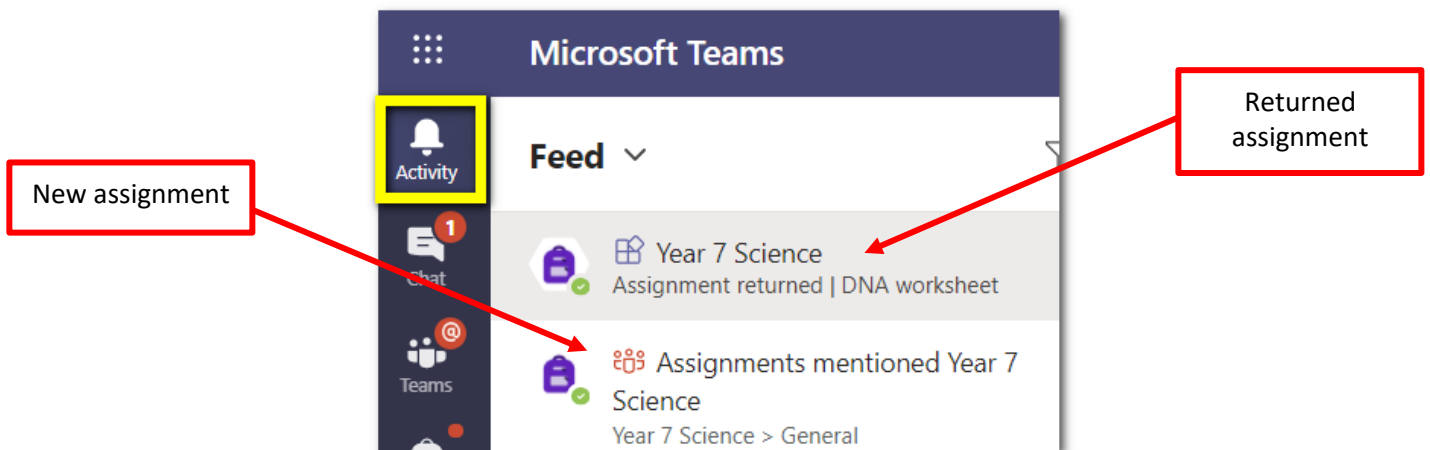 Microsoft Teams
Activity
Feed
Returned
assignment
New assignment
1
Chat
Year 7 Science
Assignment returned | DNA worksheet
@
Teams
Assignments mentioned Year 7
Science
Year 7 Science > General